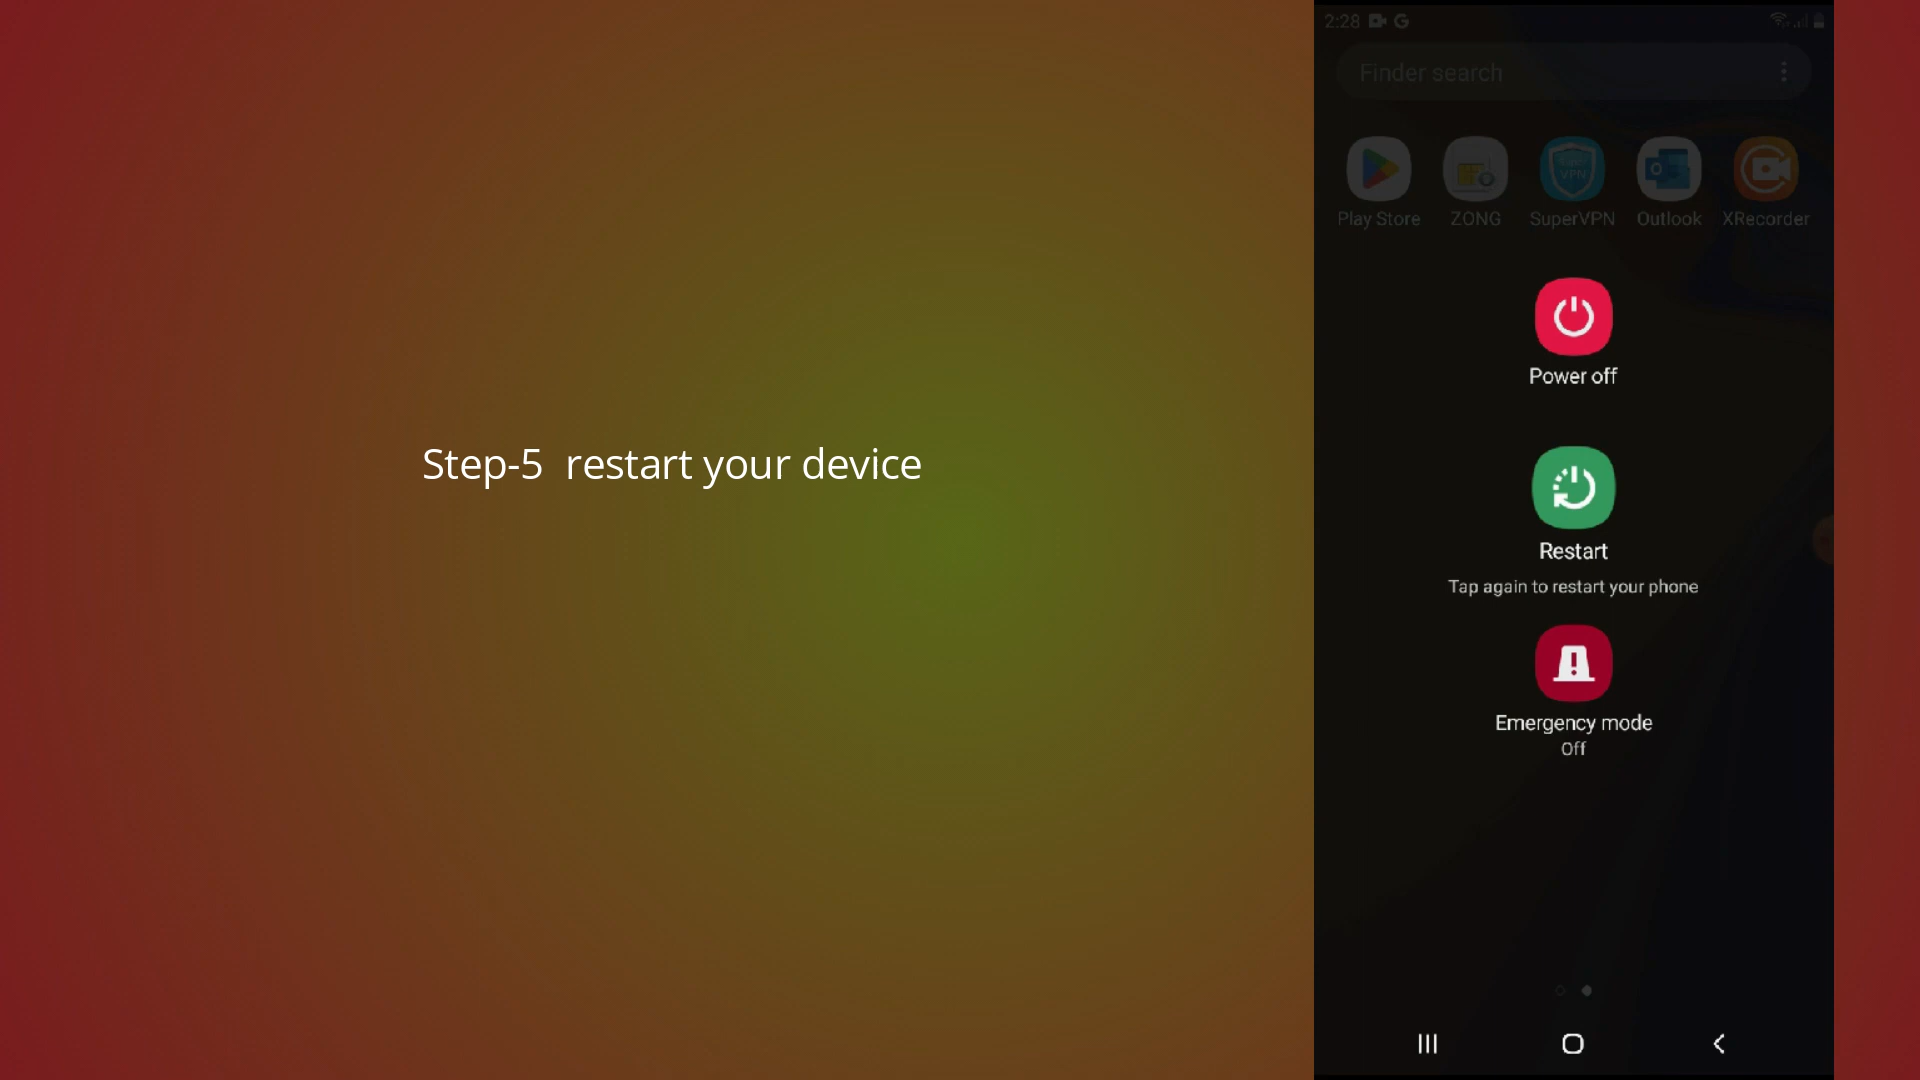 Step-5  restart your device
2:28
Finder search
Play Store
ZONG
SuperVPN
Outlook
XRecorder
Power off
Restart
Tap again to restart your phone
Emergency mode
Off